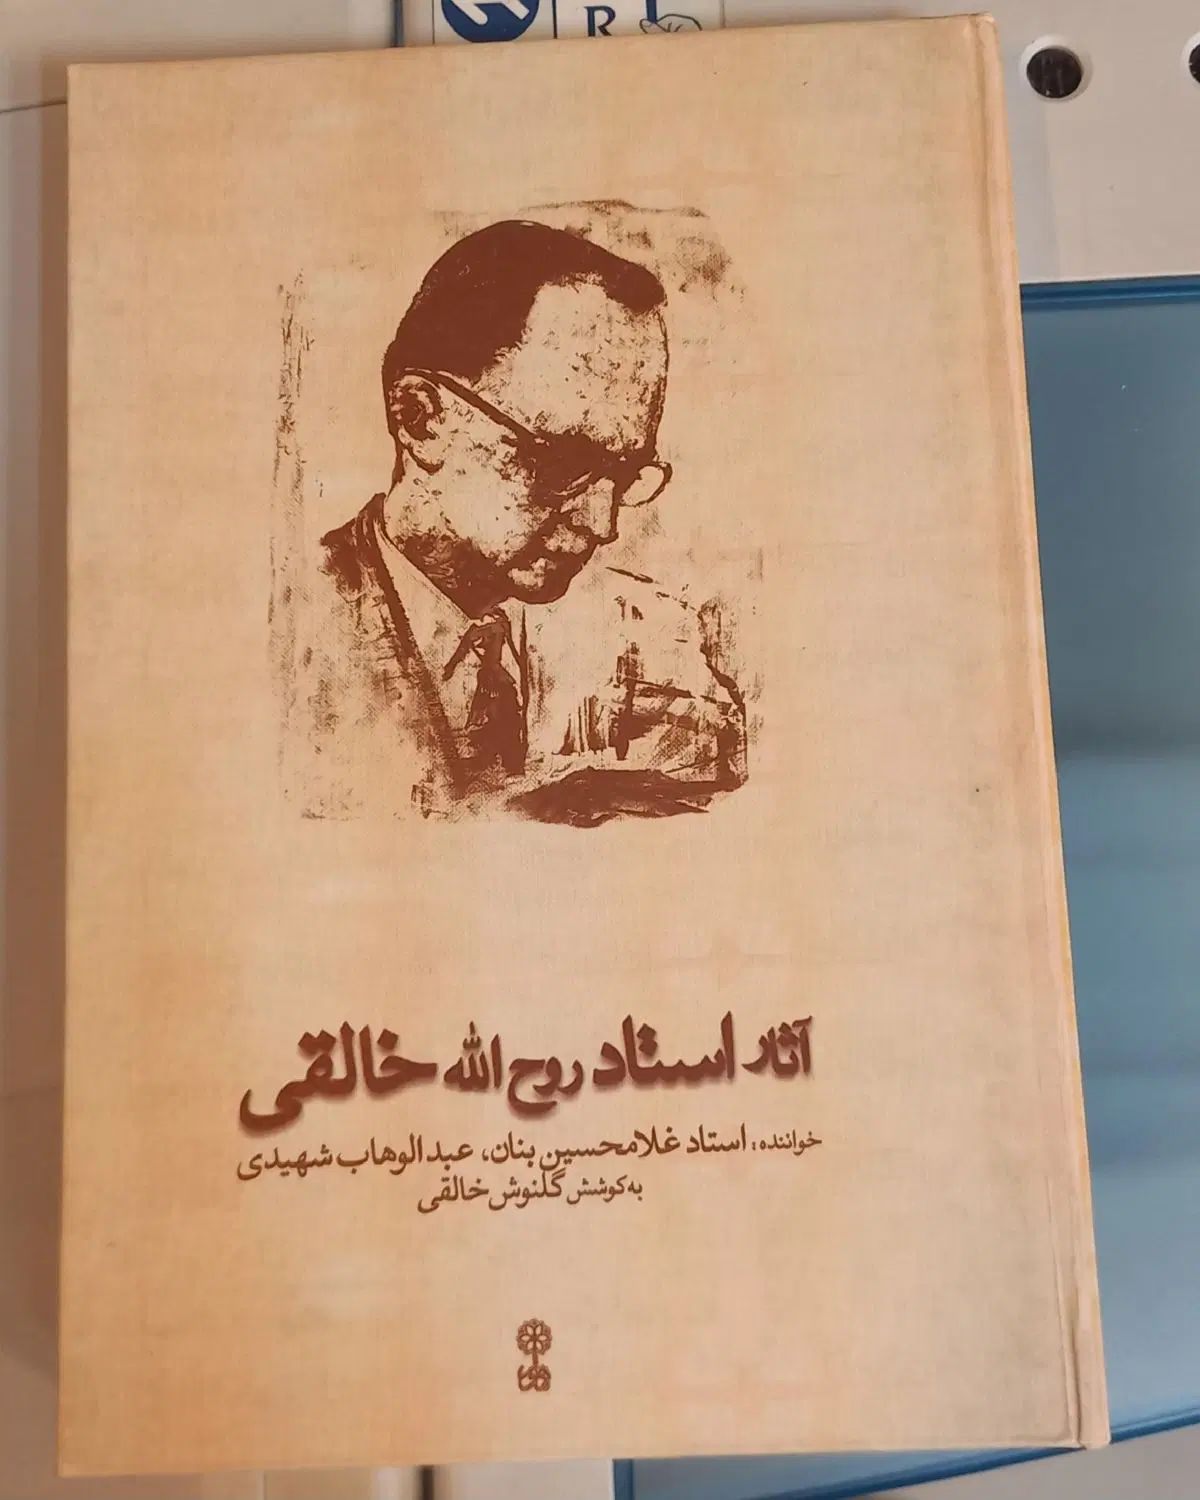 R
آثار استاد روح الله خالقی
خواننده: استاد غلامحسین بنان، عبدالوهاب شهیدی
به کوشش گلنوش خالقی